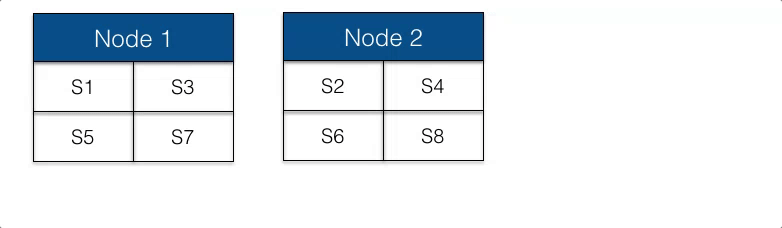 Node 1
S1 S3
S5 S7
Node 2
S2 S4
S6 S8